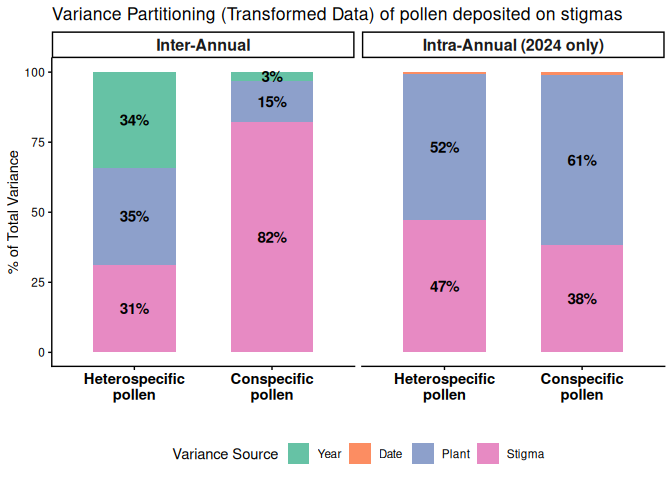 Variance Partitioning (Transformed Data) of pollen deposited on stigmas
Inter-Annual
Intra-Annual (2024 only)
% of Total Variance
100
75
50
25
0
34%
35%
31%
3%
15%
82%
52%
47%
61%
38%
Heterospecific
pollen
Conspecific
pollen
Heterospecific
pollen
Conspecific
pollen
Variance Source
Year
Date
Plant
Stigma